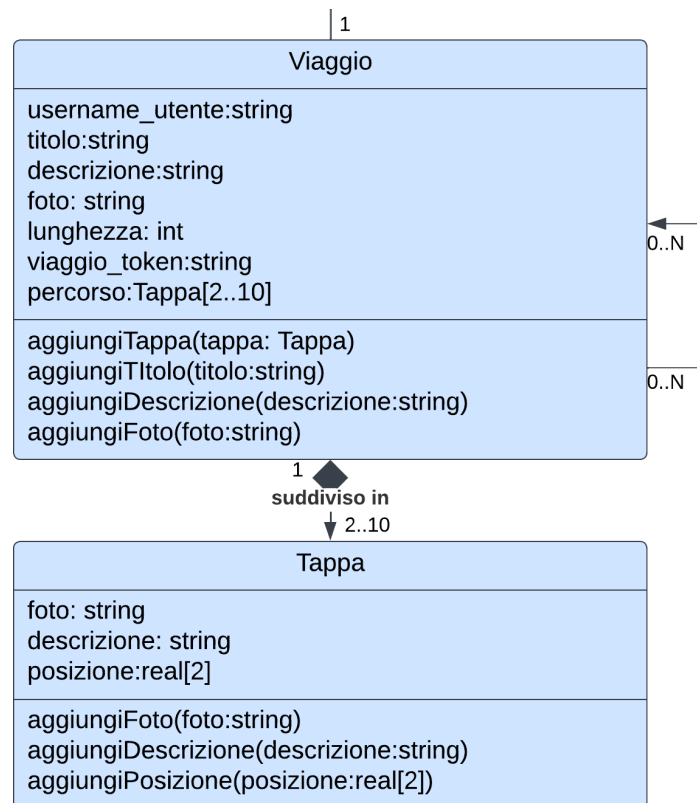 1
Viaggio
username_utente:string
titolo:string
descrizione:string
foto: string
lunghezza: int
viaggio_token:string
percorso:Tappa[2..10]
0..N
aggiungiTappa(tappa: Tappa)
aggiungiTItolo(titolo:string)
aggiungiDescrizione(descrizione:string)
aggiungiFoto(foto:string)
0..N
1
suddiviso in
2..10
Tappa
foto: string
descrizione: string
posizione:real[2]
aggiungiFoto(foto:string)
aggiungiDescrizione(descrizione:string)
aggiungiPosizione(posizione:real[2])